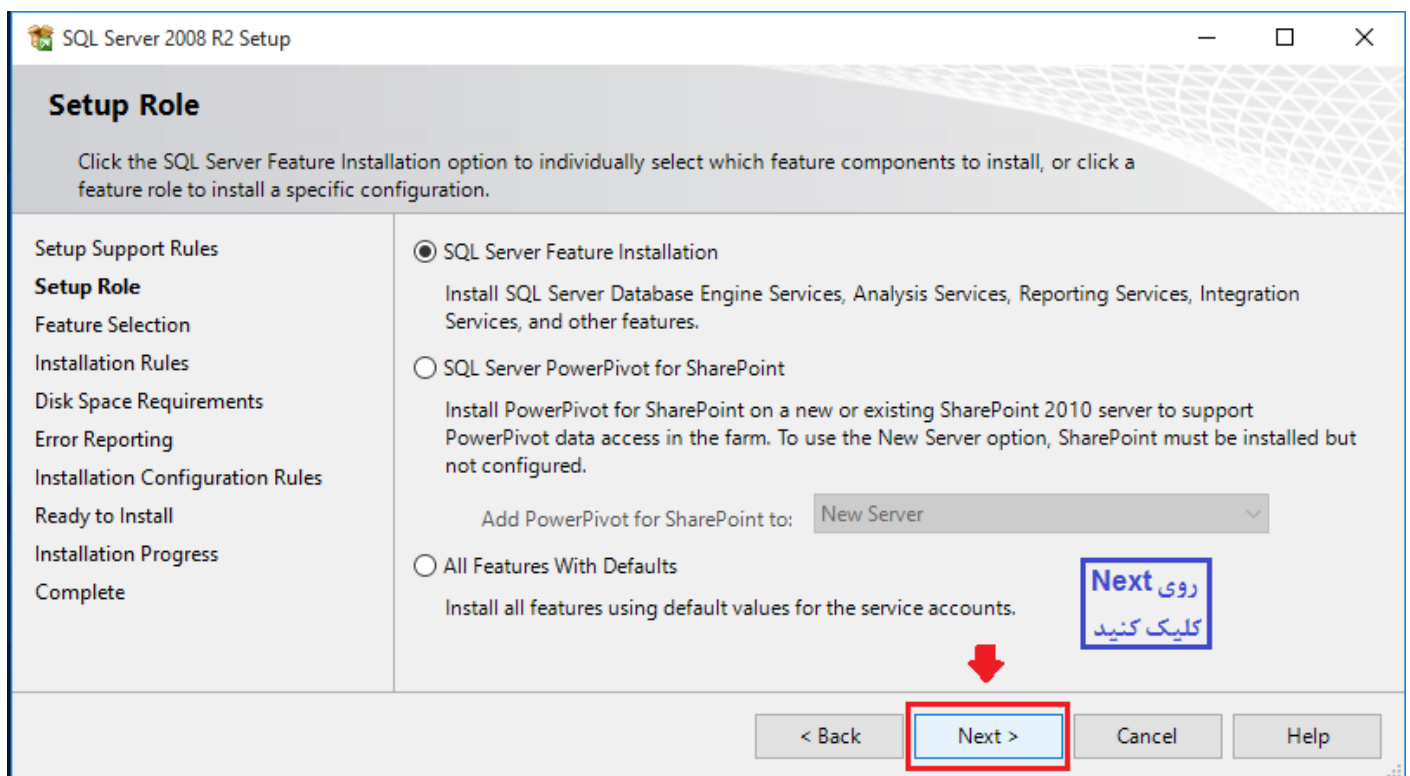 SQL Server 2008 R2 Setup
Setup Role
Click the SQL Server Feature Installation option to individually select which feature components to install, or click a
feature role to install a specific configuration.
Setup Support Rules
Setup Role
Feature Selection
Installation Rules
Disk Space Requirements
Error Reporting
Installation Configuration Rules
Ready to Install
Installation Progress
Complete
SQL Server Feature Installation
Install SQL Server Database Engine Services, Analysis Services, Reporting Services, Integration
Services, and other features.
SQL Server PowerPivot for SharePoint
Install PowerPivot for SharePoint on a new or existing SharePoint 2010 server to support
PowerPivot data access in the farm. To use the New Server option, SharePoint must be installed but
not configured.
Add PowerPivot for SharePoint to: New Server
All Features With Defaults
Install all features using default values for the service accounts.
روی Next
کلیک کنید
< Back Next > Cancel Help